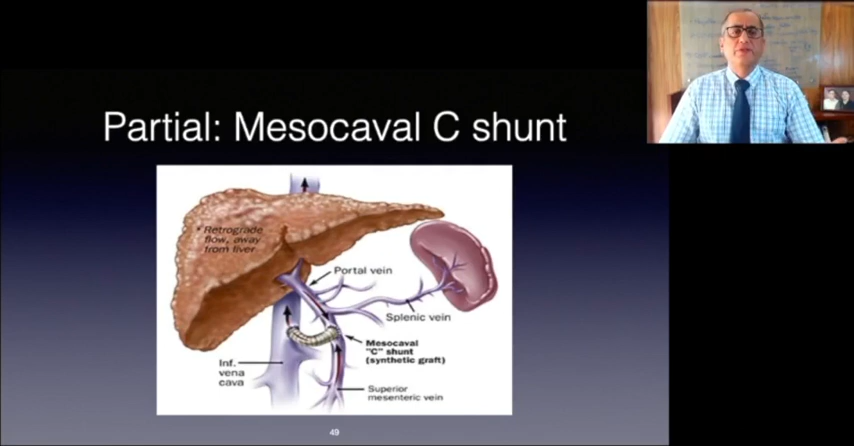 Partial: Mesocaval C shunt
* Retrograde
flow, away
from liver
Portal vein
Splenic vein
Mesocaval
"C" shunt
(synthetic graft)
Inf.
vena
cava
Superior
mesenteric vein
49